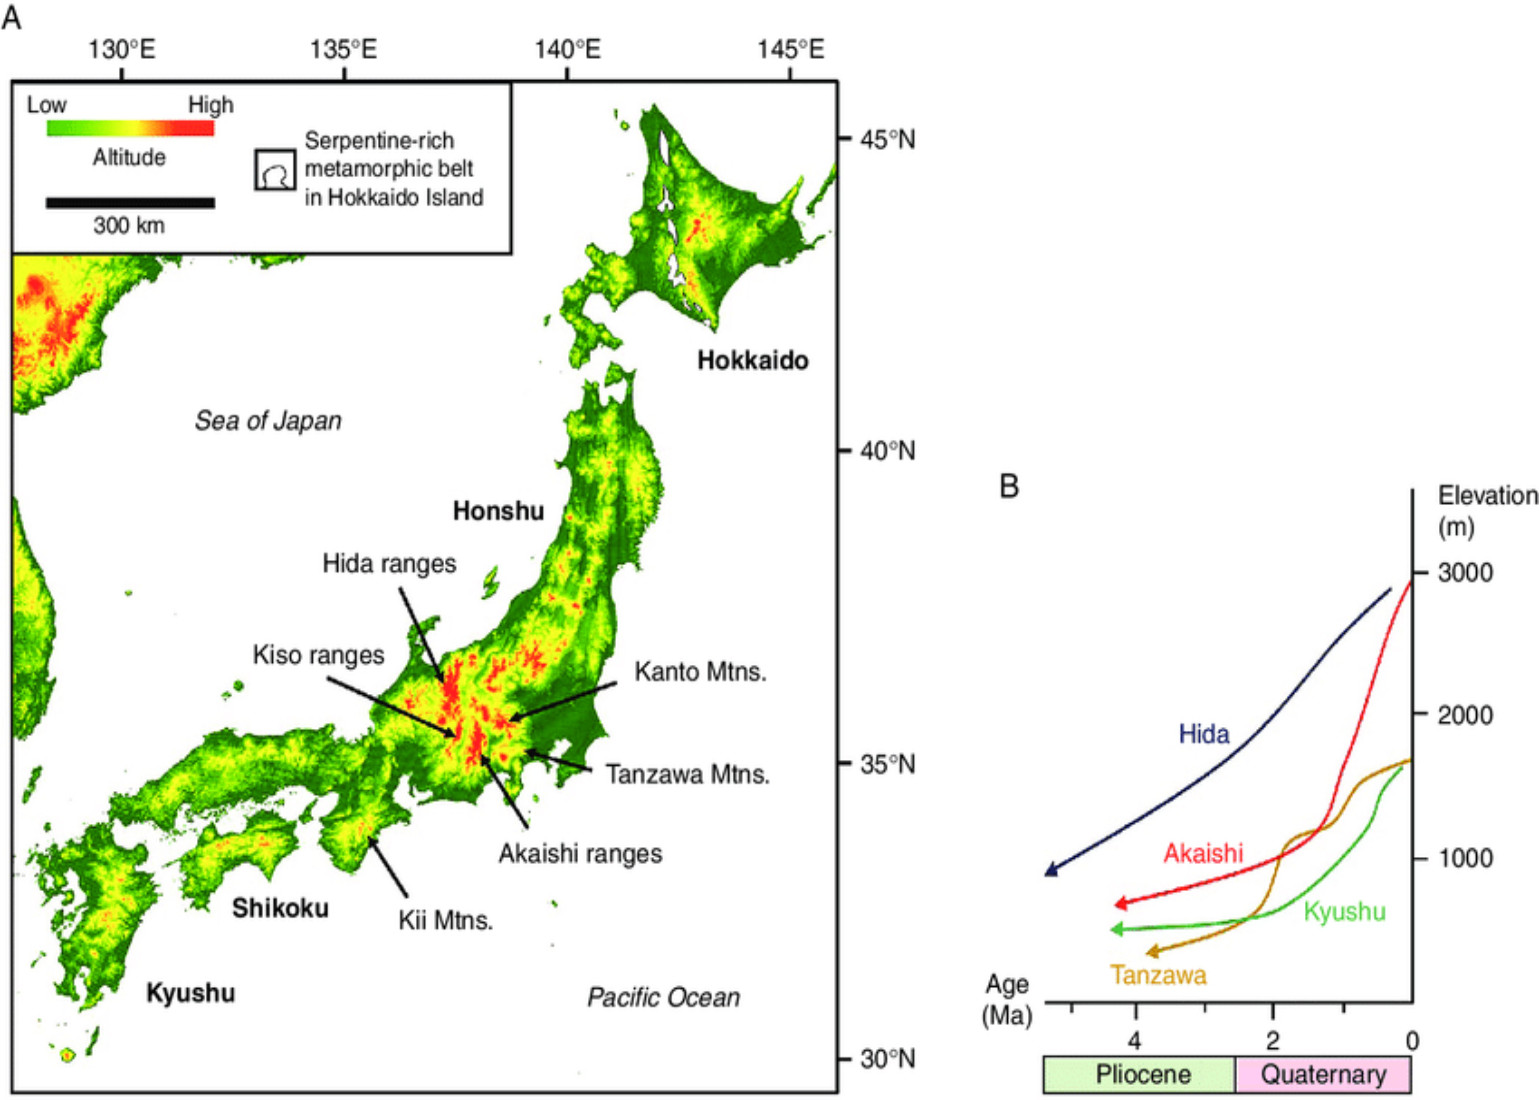 A
130°E 135°E 140°E 145°E
Low High
Altitude
300 km
Serpentine-rich
metamorphic belt
in Hokkaido Island
45°N
Hokkaido
Sea of Japan
40°N
Honshu
Hida ranges
Kiso ranges
Kanto Mtns.
35°N
Tanzawa Mtns.
Akaishi ranges
Shikoku
Kii Mtns.
Kyushu
Pacific Ocean
30°N
B
Elevation
(m)
3000
2000
1000
Hida
Akaishi
Kyushu
Tanzawa
Age
(Ma)
4 2 0
Pliocene Quaternary